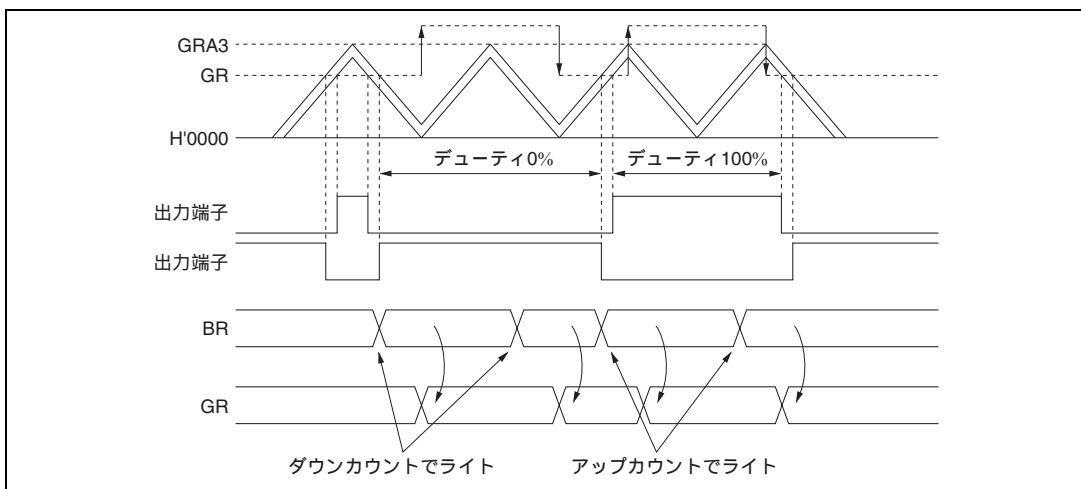 GRA3
GR
H'0000
デューティ0%
デューティ100%
出力端子
出力端子
BR
GR
ダウンカウントでライト
アップカウントでライト